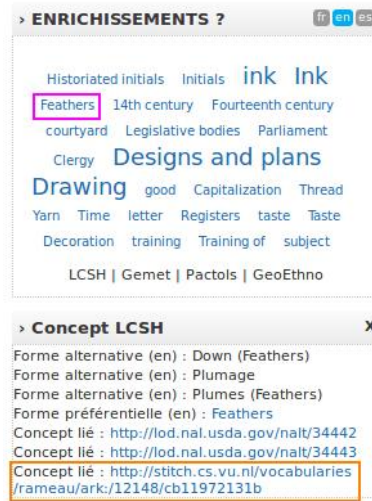 › ENRICHISSEMENTS ? fr en es
Historiated initials Initials ink Ink
Feathers 14th century Fourteenth century
courtyard Legislative bodies Parliament
Clergy Designs and plans
Drawing good Capitalization Thread
Yarn Time letter Registers taste Taste
Decoration training Training of subject
LCSH | Gemet | Pactols | GeoEthno
› Concept LCSH X
Forme alternative (en) : Down (Feathers)
Forme alternative (en) : Plumage
Forme alternative (en) : Plumes (Feathers)
Forme préférentielle (en) : Feathers
Concept lié : http://lod.nal.usda.gov/nalt/34442
Concept lié : http://lod.nal.usda.gov/nalt/34443
Concept lié : http://stitch.cs.vu.nl/vocabularies
/rameau/ark:/12148/cb11972131b